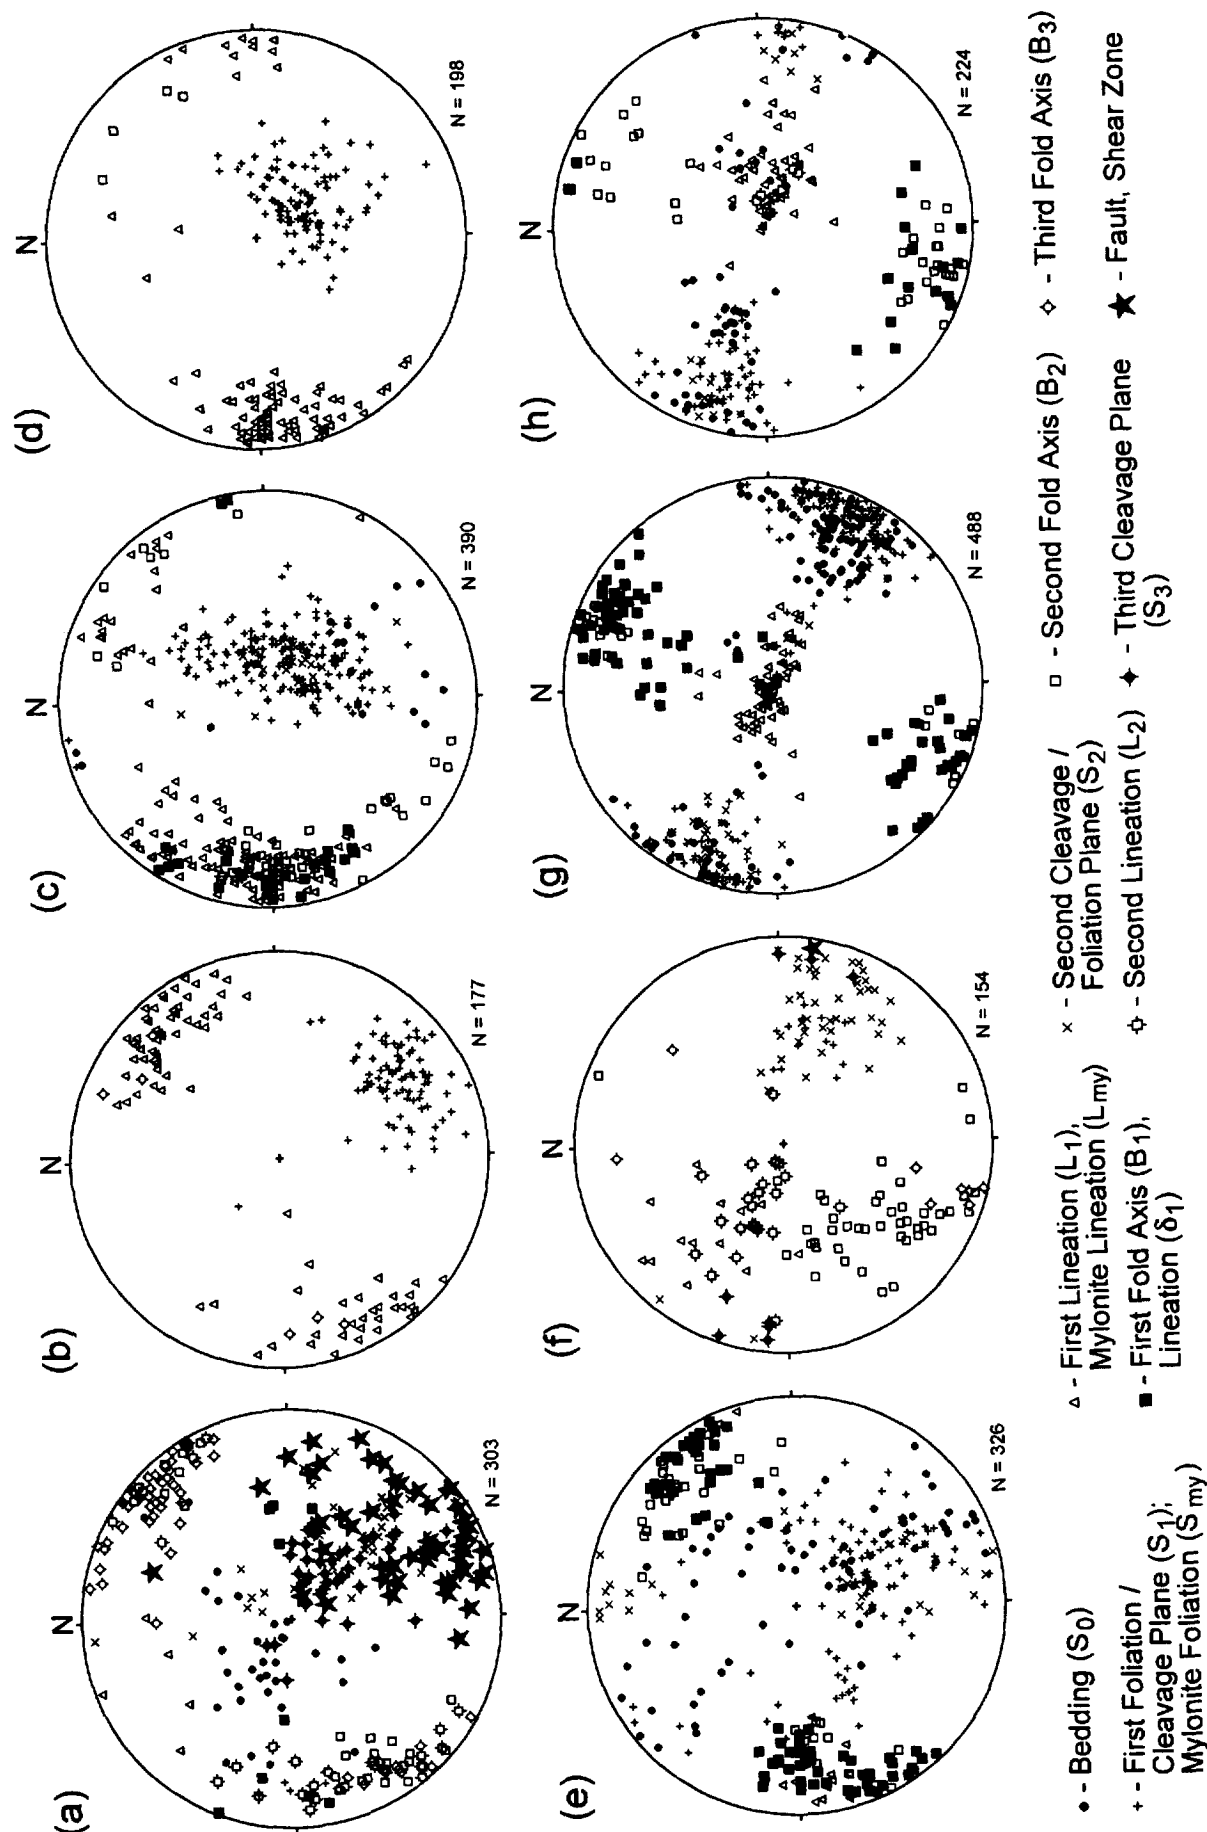 (a)
N
N = 303
(b)
N
N = 177
(c)
N
N = 390
(d)
N
N = 198
(e)
N
N = 326
(f)
N
N = 154
(g)
N
N = 488
(h)
N
N = 224
● - Bedding (S0)
+ - First Foliation /
Cleavage Plane (S1);
Mylonite Foliation (Smy)
△ - First Lineation (L1),
Mylonite Lineation (Lmy)
■ - First Fold Axis (B1),
Lineation (δ1)
× - Second Cleavage /
Foliation Plane (S2)
- Second Lineation (L2)
□ - Second Fold Axis (B2)
- Third Cleavage Plane
(S3)
◇ - Third Fold Axis (B3)
★ - Fault, Shear Zone